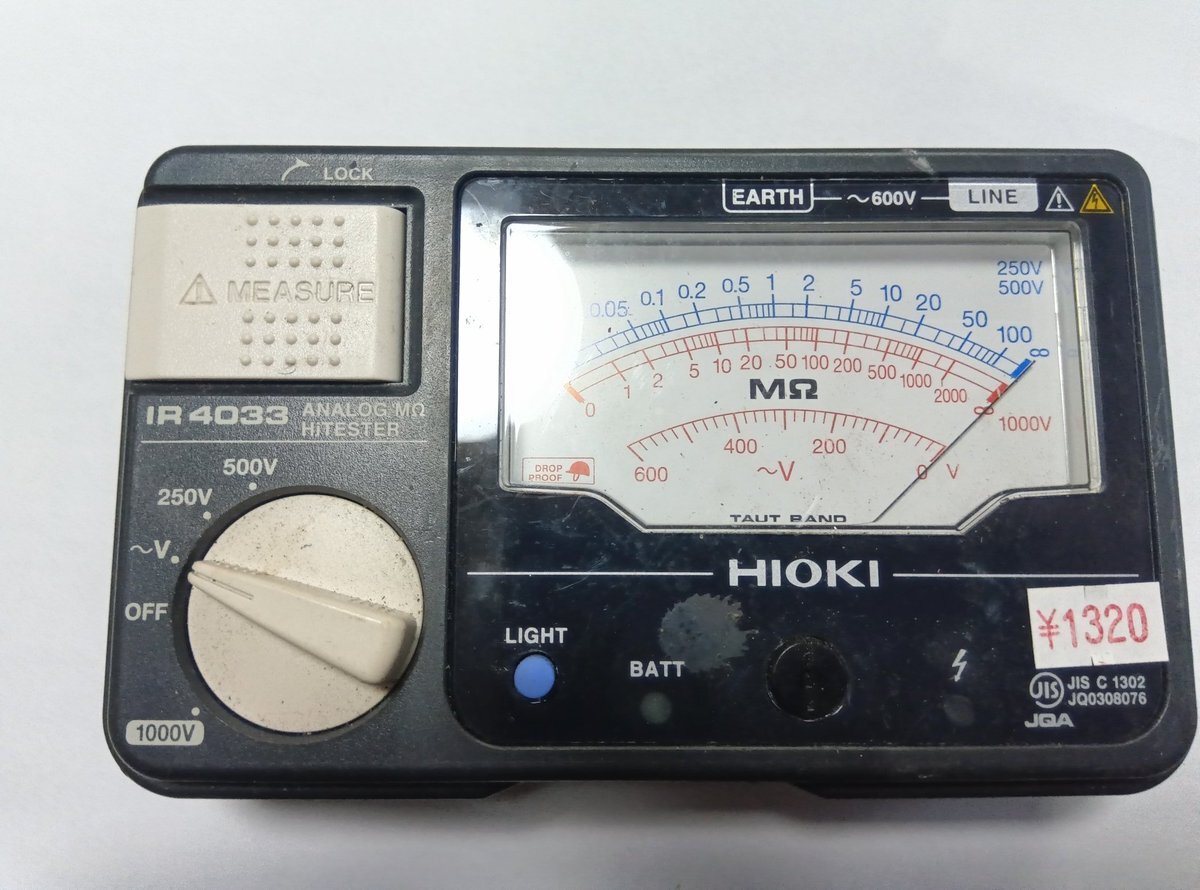 LOCK
EARTH ~600V LINE
MEASURE
250V
500V
0.05 0.1 0.2 0.5 1 2 5 10 20 50 100 ∞
0 1 2 5 10 20 50 100 200 500 1000 2000 ∞
1000V
MΩ
600 400 200 0 V
~V
DROP
PROOF
TAUT BAND
IR 4033 ANALOG MΩ
HITESTER
500V
250V
~V
OFF
1000V
HIOKI
LIGHT
BATT
¥1320
JIS JIS C 1302
JQ0308076
JQA